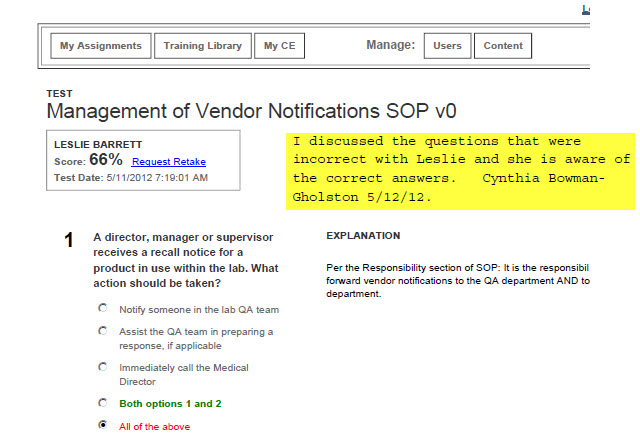 My Assignments Training Library My CE Manage: Users Content
TEST
Management of Vendor Notifications SOP v0
LESLIE BARRETT
Score: 66% Request Retake
Test Date: 5/11/2012 7:19:01 AM
I discussed the questions that were
incorrect with Leslie and she is aware of
the correct answers. Cynthia Bowman-
Gholston 5/12/12.
1
A director, manager or supervisor
receives a recall notice for a
product in use within the lab. What
action should be taken?
Notify someone in the lab QA team
Assist the QA team in preparing a
response, if applicable
Immediately call the Medical
Director
Both options 1 and 2
All of the above
EXPLANATION
Per the Responsibility section of SOP: It is the responsibil
forward vendor notifications to the QA department AND to
department.